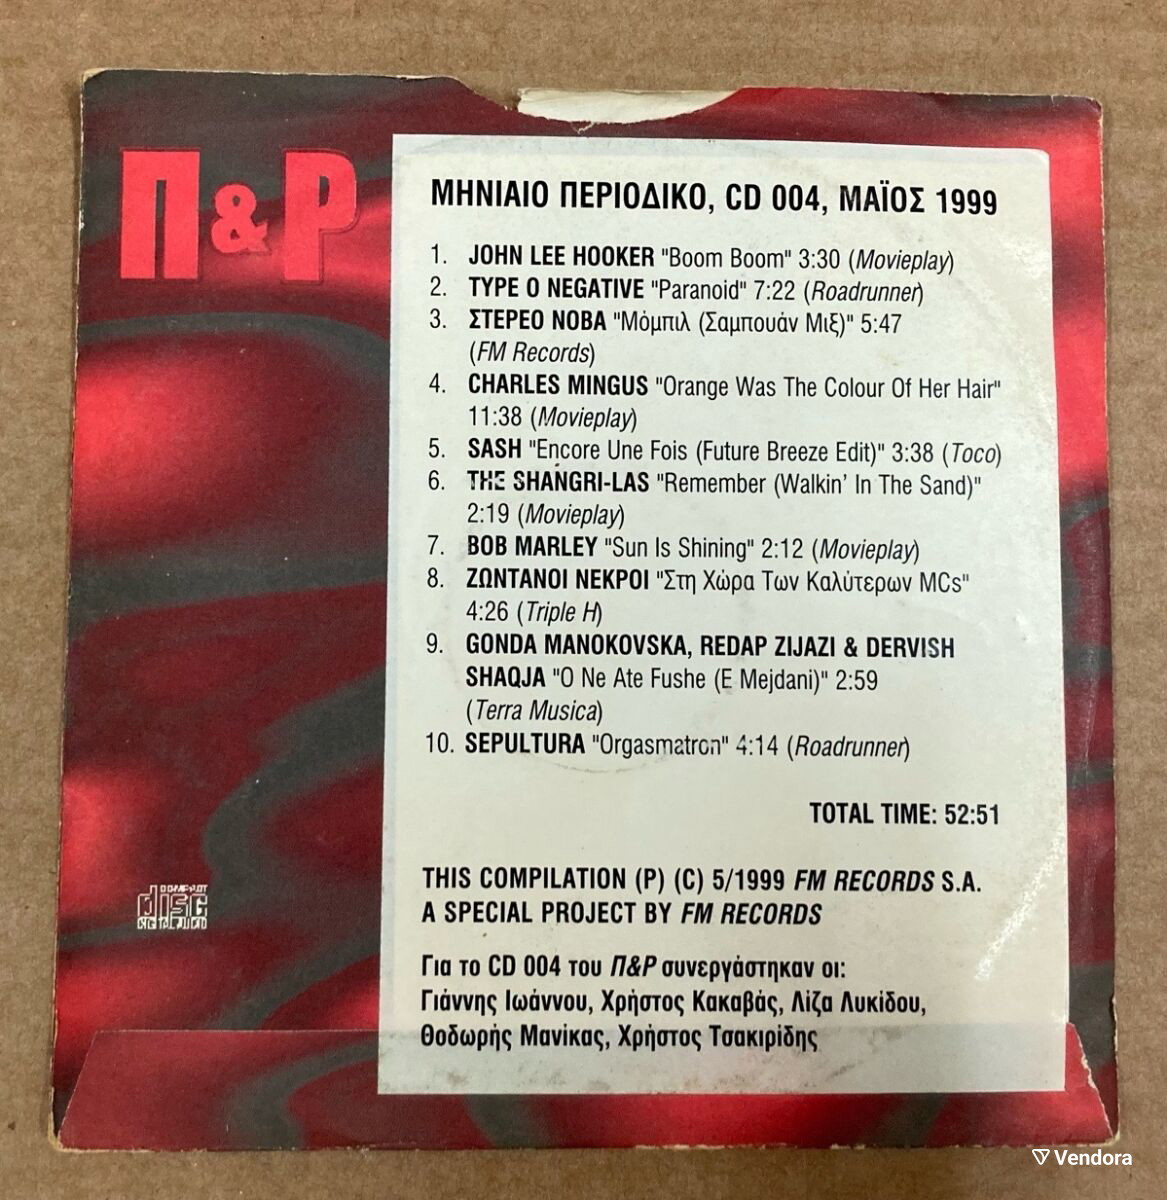 Π&P
ΜΗΝΙΑΙΟ ΠΕΡΙΟΔΙΚΟ, CD 004, ΜΑΪΟΣ 1999
1. JOHN LEE HOOKER "Boom Boom" 3:30 (Movieplay)
2. TYPE O NEGATIVE "Paranoid" 7:22 (Roadrunner)
3. ΣΤΕΡΕΟ ΝΟΒΑ "Μόμπιλ (Σαμπουάν Μιξ)" 5:47
(FM Records)
4. CHARLES MINGUS "Orange Was The Colour Of Her Hair"
11:38 (Movieplay)
5. SASH "Encore Une Fois (Future Breeze Edit)" 3:38 (Toco)
6. THE SHANGRI-LAS "Remember (Walkin' In The Sand)"
2:19 (Movieplay)
7. BOB MARLEY "Sun Is Shining" 2:12 (Movieplay)
8. ΖΩΝΤΑΝΟΙ ΝΕΚΡΟΙ "Στη Χώρα Των Καλύτερων MCs"
4:26 (Triple H)
9. GONDA MANOKOVSKA, REDAP ZIJAZI & DERVISH
SHAQJA "O Ne Ate Fushe (E Mejdani)" 2:59
(Terra Musica)
10. SEPULTURA "Orgasmatron" 4:14 (Roadrunner)
TOTAL TIME: 52:51
THIS COMPILATION (P) (C) 5/1999 FM RECORDS S.A.
A SPECIAL PROJECT BY FM RECORDS
COMPACT
disc
Για το CD 004 του Π&P συνεργάστηκαν οι:
Γιάννης Ιωάννου, Χρήστος Κακαβάς, Λίζα Λυκίδου,
Θοδωρής Μανίκας, Χρήστος Τσακιρίδης
Vendora